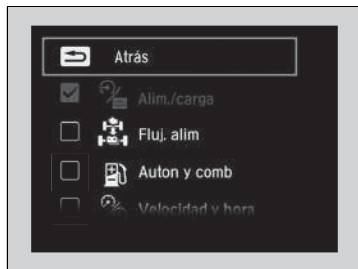 Atrás
Alim./carga
Fluj. alim
Auton y comb
Velocidad y hora